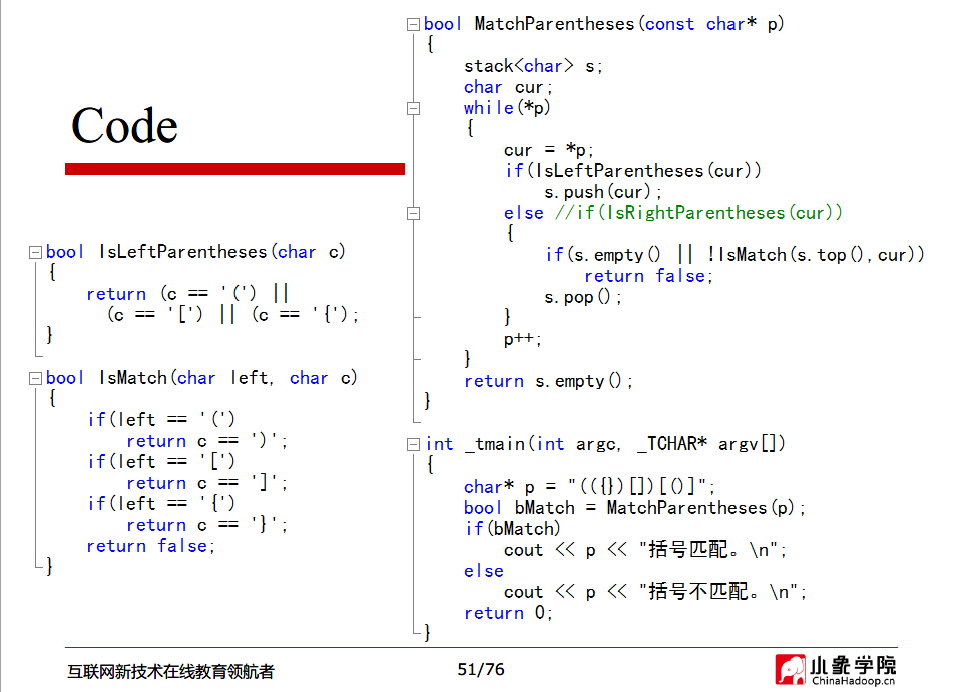 Code
bool IsLeftParentheses(char c)
{
    return (c == '(') ||
      (c == '[') || (c == '{');
}
bool IsMatch(char left, char c)
{
    if(left == '(')
        return c == ')';
    if(left == '[')
        return c == ']';
    if(left == '{')
        return c == '}';
    return false;
}
bool MatchParentheses(const char* p)
{
    stack<char> s;
    char cur;
    while(*p)
    {
        cur = *p;
        if(IsLeftParentheses(cur))
            s.push(cur);
        else //if(IsRightParentheses(cur))
        {
            if(s.empty() || !IsMatch(s.top(),cur))
                return false;
            s.pop();
        }
        p++;
    }
    return s.empty();
}
int _tmain(int argc, _TCHAR* argv[])
{
    char* p = "(({})[])[()]";
    bool bMatch = MatchParentheses(p);
    if(bMatch)
        cout << p << "括号匹配。\n";
    else
        cout << p << "括号不匹配。\n";
    return 0;
}
互联网新技术在线教育领航者
51/76
小象学院
ChinaHadoop.cn